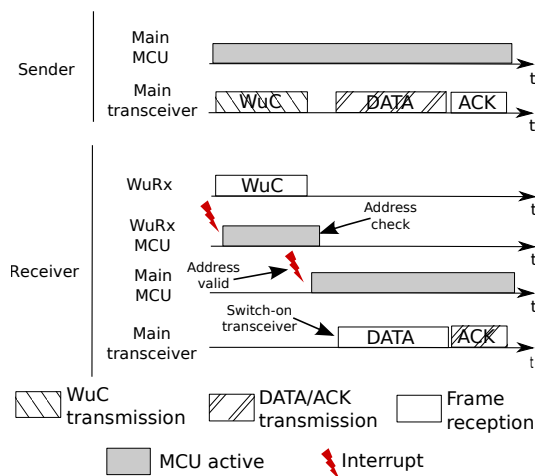 Sender
Main
MCU
t
Main
transceiver
WuC
DATA
ACK
t
Receiver
WuRx
WuC
t
WuRx
MCU
Address
check
t
Address
valid
Main
MCU
t
Switch-on
transceiver
Main
transceiver
DATA
ACK
t
WuC
transmission
DATA/ACK
transmission
Frame
reception
MCU active
Interrupt